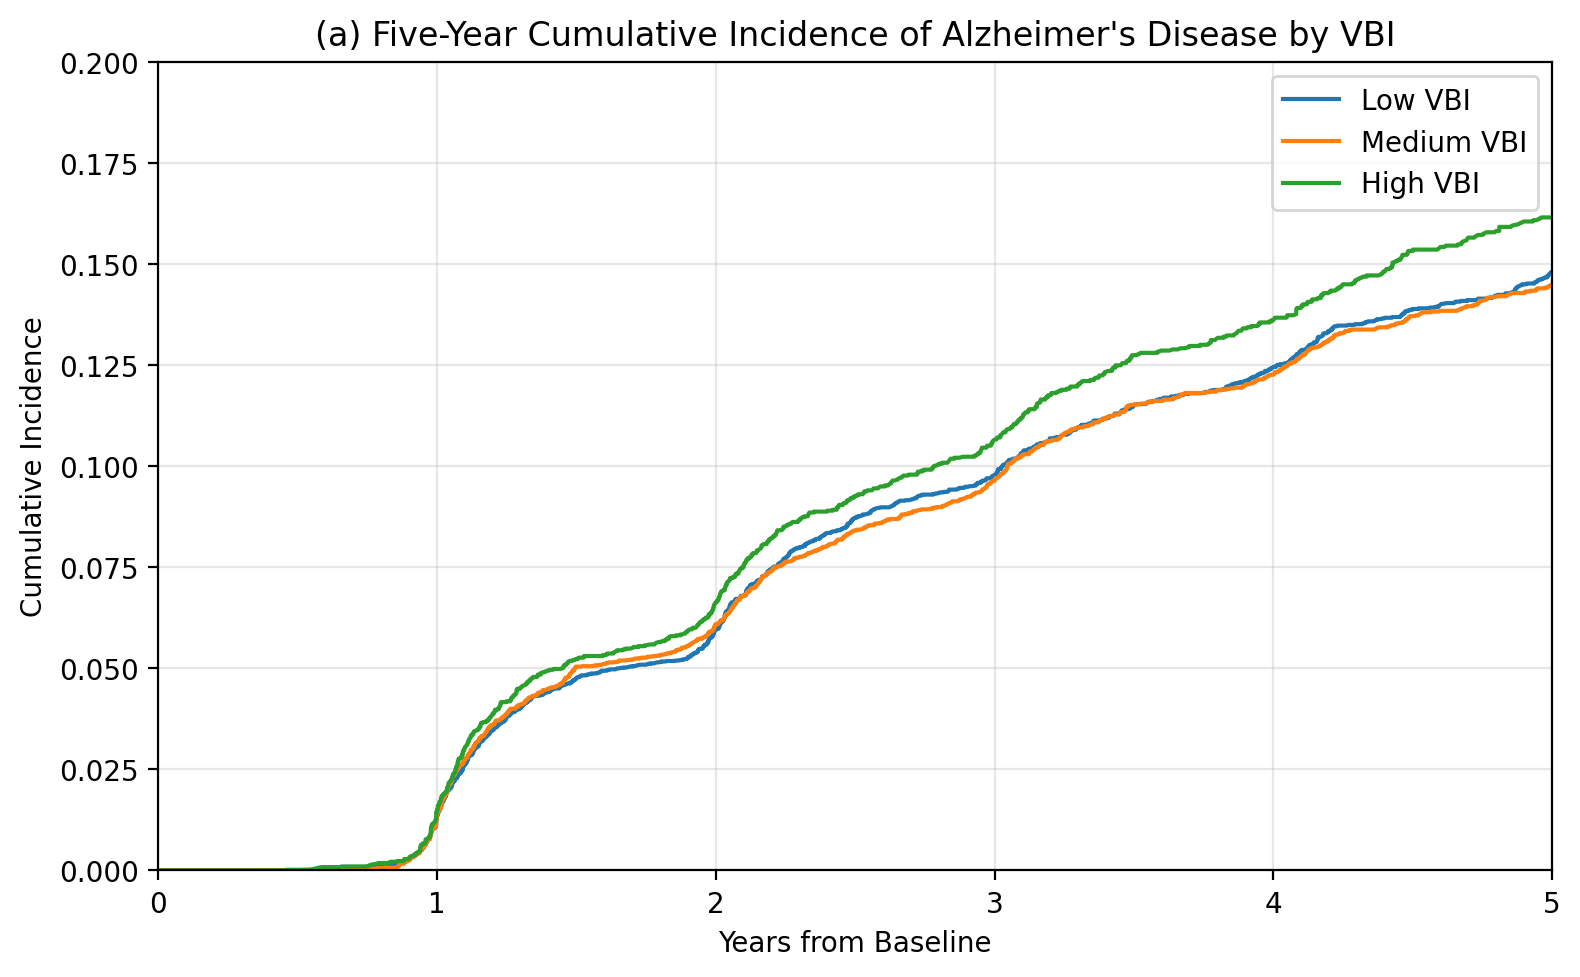 (a) Five-Year Cumulative Incidence of Alzheimer's Disease by VBI
0.200
0.175
0.150
0.125
0.100
0.075
0.050
0.025
0.000
Cumulative Incidence
Low VBI
Medium VBI
High VBI
0 1 2 3 4 5
Years from Baseline